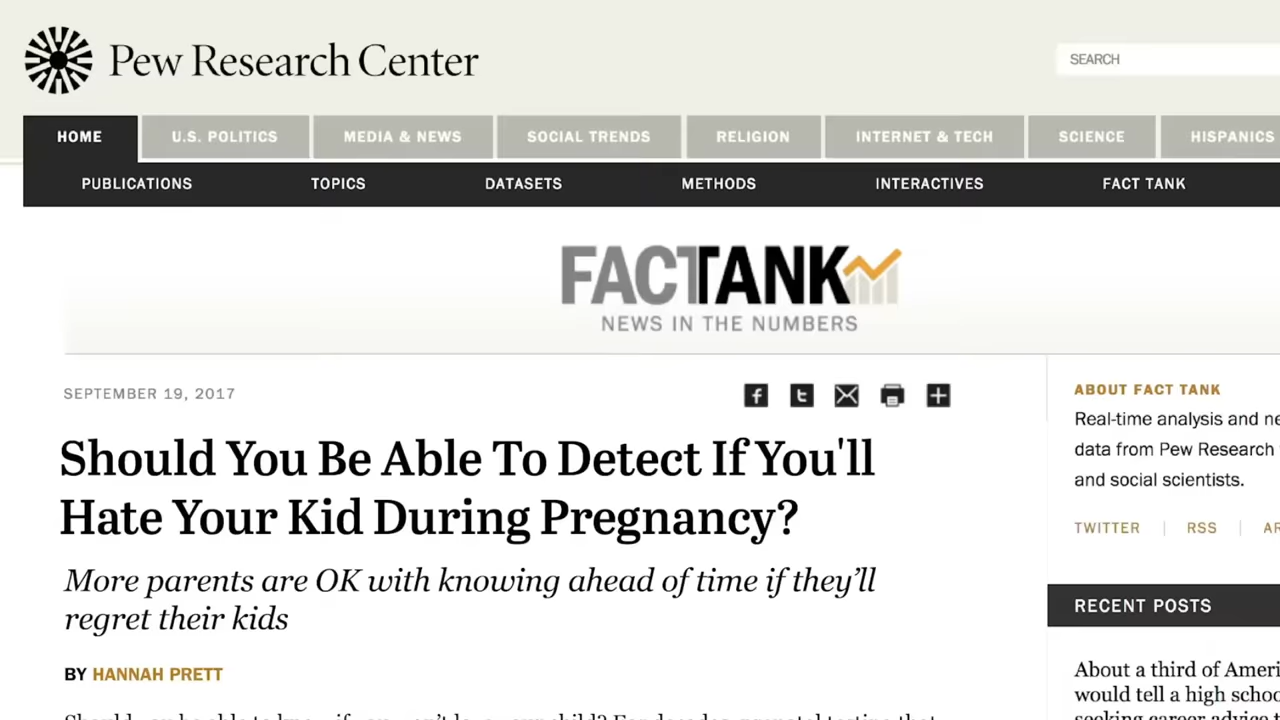 Pew Research Center
SEARCH
HOME
U.S. POLITICS
MEDIA & NEWS
SOCIAL TRENDS
RELIGION
INTERNET & TECH
SCIENCE
HISPANICS
PUBLICATIONS
TOPICS
DATASETS
METHODS
INTERACTIVES
FACT TANK
FACTANK
NEWS IN THE NUMBERS
SEPTEMBER 19, 2017
Should You Be Able To Detect If You'll
Hate Your Kid During Pregnancy?
More parents are OK with knowing ahead of time if they’ll
regret their kids
BY HANNAH PRETT
ABOUT FACT TANK
Real-time analysis and
data from Pew Research
and social scientists.
TWITTER
RSS
RECENT POSTS
About a third of
would tell a high